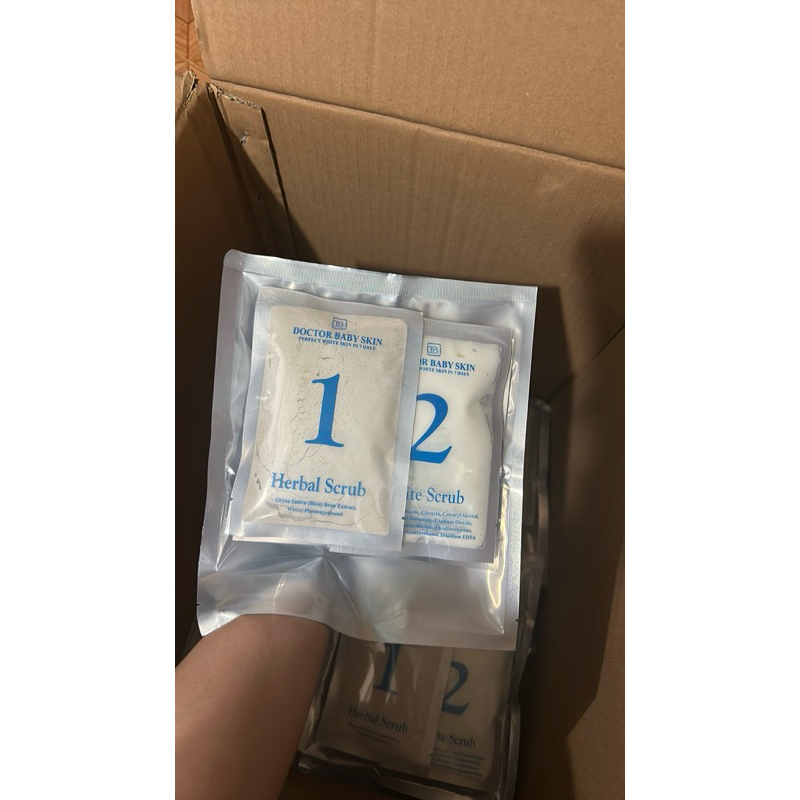 DOCTOR BABY SKIN
PERFECT WHITE SKIN IN 7 DAYS
1
Herbal Scrub
Oryza Sativa (Rice) Bran Extract,
Water, Phenoxyethanol
OR BABY SKIN
WHITE SKIN IN 7 DAYS
2
ite Scrub
Glycerin, Cetearyl Alcohol,
Disodium EDTA
1
Herbal Scrub
2
te Scrub